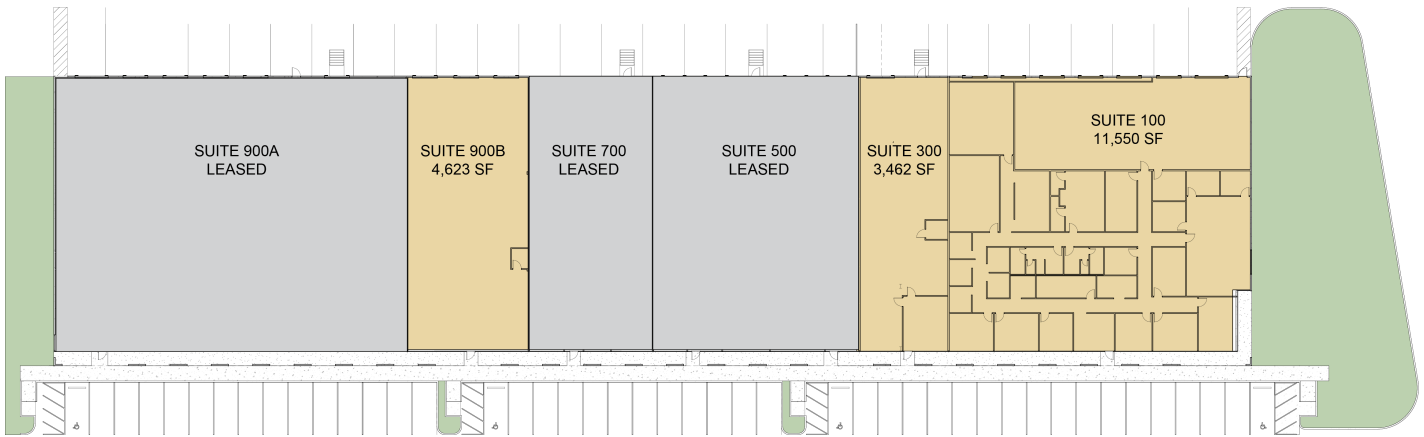 SUITE 900A
LEASED
SUITE 900B
4,623 SF
SUITE 700
LEASED
SUITE 500
LEASED
SUITE 300
3,462 SF
SUITE 100
11,550 SF